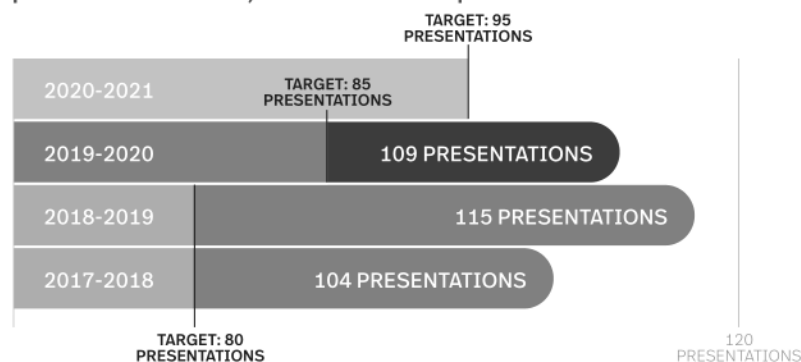 TARGET: 95
PRESENTATIONS
2020-2021
TARGET: 85
PRESENTATIONS
2019-2020
109 PRESENTATIONS
2018-2019
115 PRESENTATIONS
2017-2018
104 PRESENTATIONS
TARGET: 80
PRESENTATIONS
120
PRESENTATIONS